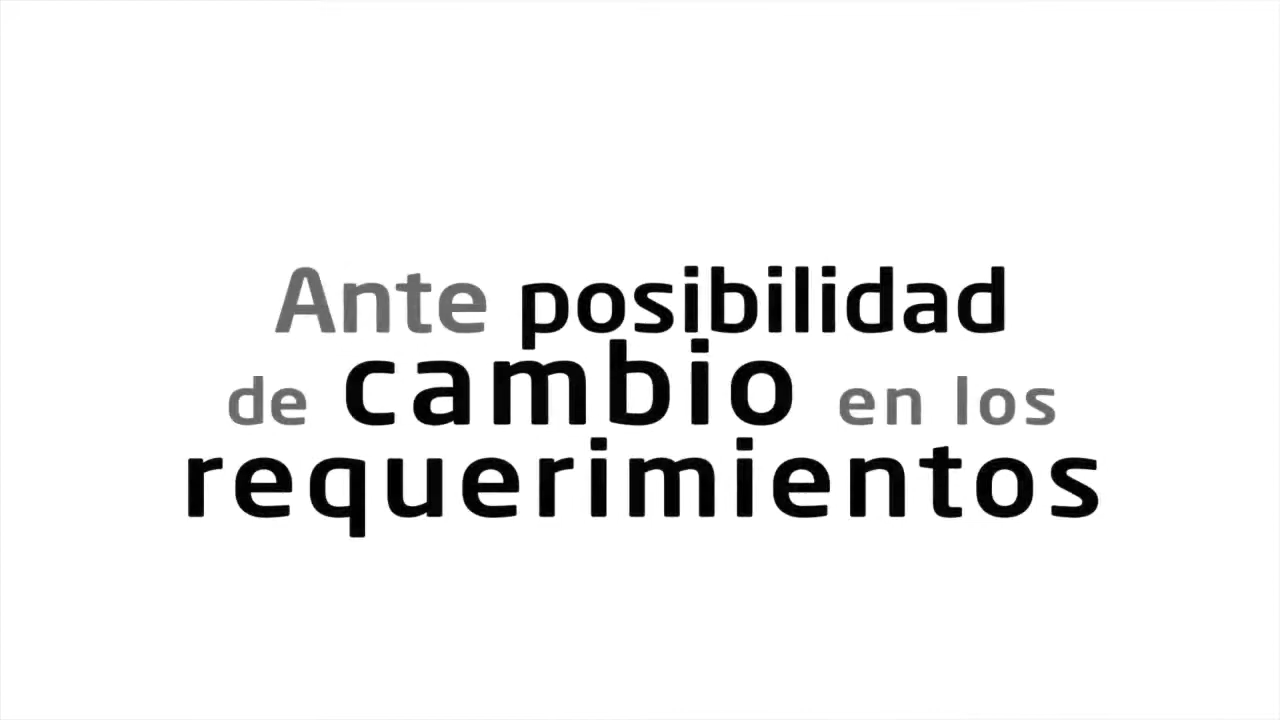 Ante posibilidad
de cambio en los
requerimientos